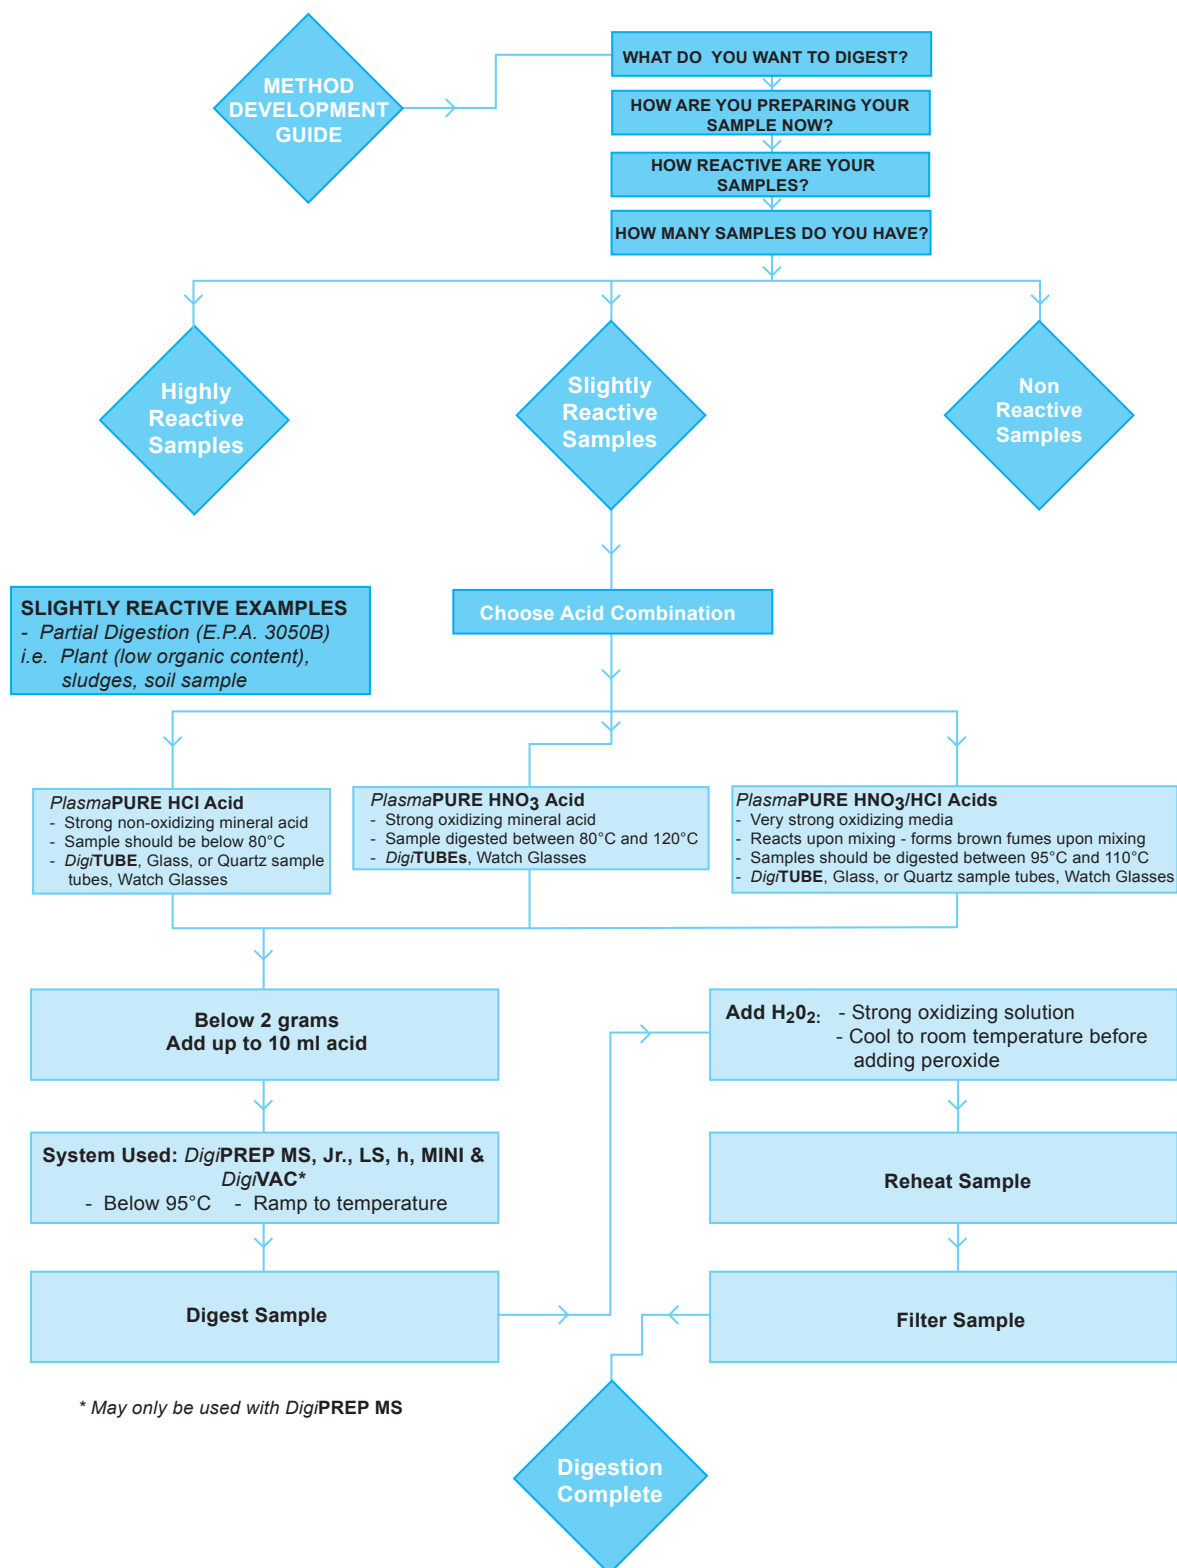 METHOD
DEVELOPMENT
GUIDE
WHAT DO YOU WANT TO DIGEST?
HOW ARE YOU PREPARING YOUR
SAMPLE NOW?
HOW REACTIVE ARE YOUR
SAMPLES?
HOW MANY SAMPLES DO YOU HAVE?
Highly
Reactive
Samples
Slightly
Reactive
Samples
Non
Reactive
Samples
SLIGHTLY REACTIVE EXAMPLES
- Partial Digestion (E.P.A. 3050B)
i.e. Plant (low organic content),
sludges, soil sample
Choose Acid Combination
PlasmaPURE HCl Acid
- Strong non-oxidizing mineral acid
- Sample should be below 80°C
- DigiTUBE, Glass, or Quartz sample
tubes, Watch Glasses
PlasmaPURE HNO3 Acid
- Strong oxidizing mineral acid
- Sample digested between 80°C and 120°C
- DigiTUBEs, Watch Glasses
PlasmaPURE HNO3/HCl Acids
- Very strong oxidizing media
- Reacts upon mixing - forms brown fumes upon mixing
- Samples should be digested between 95°C and 110°C
- DigiTUBE, Glass, or Quartz sample tubes, Watch Glasses
Below 2 grams
Add up to 10 ml acid
System Used: DigiPREP MS, Jr., LS, h, MINI &
DigiVAC*
- Below 95°C - Ramp to temperature
Digest Sample
Add H202: - Strong oxidizing solution
- Cool to room temperature before
adding peroxide
Reheat Sample
Filter Sample
* May only be used with DigiPREP MS
Digestion
Complete